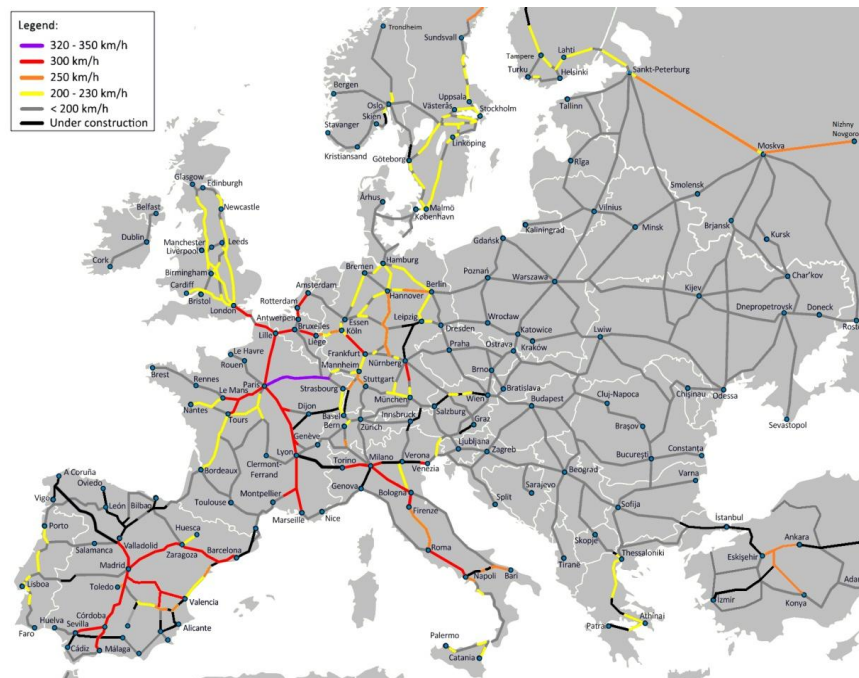 Legend:
320 - 350 km/h
300 km/h
250 km/h
200 - 230 km/h
< 200 km/h
Under construction
Trondheim
Sundsvall
Tampere
Lahti
Turku
Helsinki
Sankt-Peterburg
Bergen
Oslo
Uppsala
Västerås
Stockholm
Skien
Tallinn
Nizhny
Novgorod
Stavanger
Linköping
Kristiansand
Göteborg
Moskva
Rīga
Glasgow
Edinburgh
Smolensk
Belfast
Newcastle
Århus
Malmö
København
Vilnius
Minsk
Brjansk
Kursk
Dublin
Manchester
Leeds
Liverpool
Kaliningrad
Gdańsk
Cork
Birmingham
Hamburg
Bremen
Cardiff
Bristol
London
Amsterdam
Berlin
Poznań
Warszawa
Char'kov
Rotterdam
Hannover
Kijev
Antwerpen
Essen
Leipzig
Dnepropetrovsk
Doneck
Rosto
Lille
Bruxelles
Köln
Dresden
Wrocław
Katowice
Lwiw
Liège
Le Havre
Frankfurt
Praha
Ostrava
Kraków
Rouen
Mannheim
Nürnberg
Brest
Rennes
Paris
Strasbourg
Stuttgart
Brno
Le Mans
Wien
Bratislava
Chişinau
Odessa
Nantes
Tours
Dijon
München
Salzburg
Budapest
Cluj-Napoca
Basel
Bern
Zürich
Innsbruck
Graz
Sevastopol
Genève
Ljubljana
Zagreb
Braşov
Clermont-
Ferrand
Lyon
Milano
Verona
Torino
Venezia
Bucureşti
Constanţa
Bordeaux
Beograd
A Coruña
Oviedo
Montpellier
Genova
Bologna
Sarajevo
Varna
Vigo
León
Bilbao
Toulouse
Marseille
Nice
Firenze
Split
Sofija
Porto
Huesca
Valladolid
Barcelona
Salamanca
Zaragoza
Roma
Skopje
İstanbul
Ankara
Madrid
Tiranë
Thessaloniki
Eskişehir
Napoli
Bari
Lisboa
Toledo
Valencia
İzmir
Konya
Adan
Córdoba
Faro
Huelva
Sevilla
Alicante
Palermo
Patra
Athinai
Cádiz
Málaga
Catania